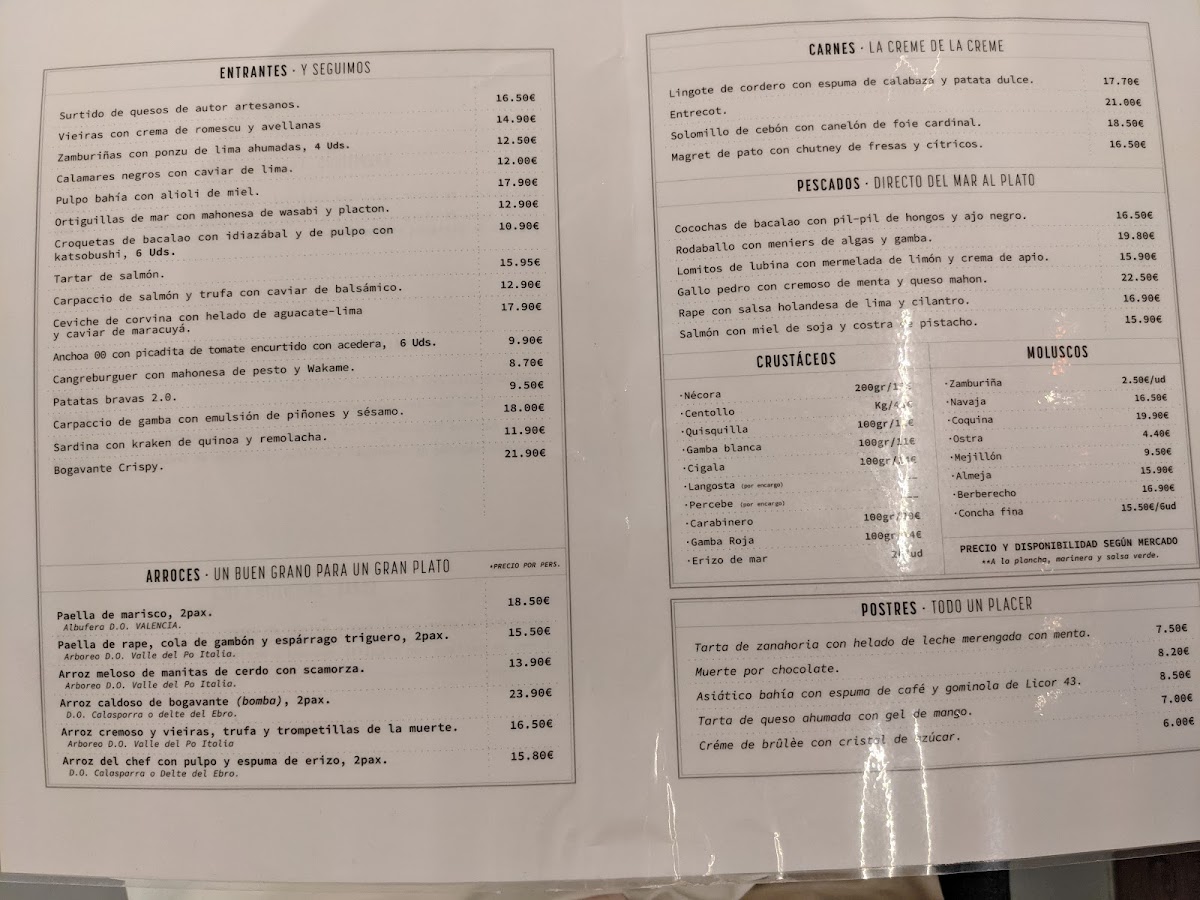 ENTRANTES · Y SEGUIMOS
Surtido de quesos de autor artesanos. 16.50€
Vieiras con crema de romescu y avellanas 14.90€
Zamburiñas con ponzu de lima ahumadas, 4 Uds. 12.50€
Calamares negros con caviar de lima. 12.00€
Pulpo bahía con alioli de miel. 17.90€
Ortiguillas de mar con mahonesa de wasabi y placton. 12.90€
Croquetas de bacalao con idiazábal y de pulpo con 10.90€
katsobushi, 6 Uds.
Tartar de salmón. 15.95€
Carpaccio de salmón y trufa con caviar de balsámico. 12.90€
Ceviche de corvina con helado de aguacate-lima 17.90€
y caviar de maracuyá.
Anchoa 00 con picadita de tomate encurtido con acedera, 6 Uds. 9.90€
Cangreburguer con mahonesa de pesto y Wakame. 8.70€
Patatas bravas 2.0. 9.50€
Carpaccio de gamba con emulsión de piñones y sésamo. 18.00€
Sardina con kraken de quinoa y remolacha. 11.90€
Bogavante Crispy. 21.90€
ARROCES · UN BUEN GRANO PARA UN GRAN PLATO *PRECIO POR PERS.
Paella de marisco, 2pax. 18.50€
Albufera D.O. VALENCIA.
Paella de rape, cola de gambón y espárrago triguero, 2pax. 15.50€
Arboreo D.O. Valle del Po Italia.
Arroz meloso de manitas de cerdo con scamorza. 13.90€
Arboreo D.O. Valle del Po Italia.
Arroz caldoso de bogavante (bomba), 2pax. 23.90€
D.O. Calasparra o delte del Ebro.
Arroz cremoso y vieiras, trufa y trompetillas de la muerte. 16.50€
Arboreo D.O. Valle del Po Italia
Arroz del chef con pulpo y espuma de erizo, 2pax. 15.80€
D.O. Calasparra o Delte del Ebro.
CARNES · LA CREME DE LA CREME
Lingote de cordero con espuma de calabaza y patata dulce. 17.70€
Entrecot. 21.00€
Solomillo de cebón con canelón de foie cardinal. 18.50€
Magret de pato con chutney de fresas y cítricos. 16.50€
PESCADOS · DIRECTO DEL MAR AL PLATO
Cocochas de bacalao con pil-pil de hongos y ajo negro. 16.50€
Rodaballo con meniers de algas y gamba. 19.80€
Lomitos de lubina con mermelada de limón y crema de apio. 15.90€
Gallo pedro con cremoso de menta y queso mahon. 22.50€
Rape con salsa holandesa de lima y cilantro. 16.90€
Salmón con miel de soja y costra de pistacho. 15.90€
CRUSTÁCEOS
·Nécora
·Centollo
·Quisquilla
·Gamba blanca 100gr/11€
·Cigala
·Langosta (por encargo) __
·Percebe (por encargo) __
·Carabinero
·Gamba Roja
·Erizo de mar
MOLUSCOS
·Zamburiña 2.50€/ud
·Navaja 16.50€
·Coquina 19.90€
·Ostra 4.40€
·Mejillón 9.50€
·Almeja 15.90€
·Berberecho 16.90€
·Concha fina 15.50€/6ud
PRECIO Y DISPONIBILIDAD SEGÚN MERCADO
**A la plancha, marinera y salsa verde.
POSTRES · TODO UN PLACER
Tarta de zanahoria con helado de leche merengada con menta. 7.50€
Muerte por chocolate. 8.20€
Asiático bahía con espuma de café y gominola de Licor 43. 8.50€
Tarta de queso ahumada con gel de mango. 7.00€
Créme de brûlèe con cristal de azúcar. 6.00€